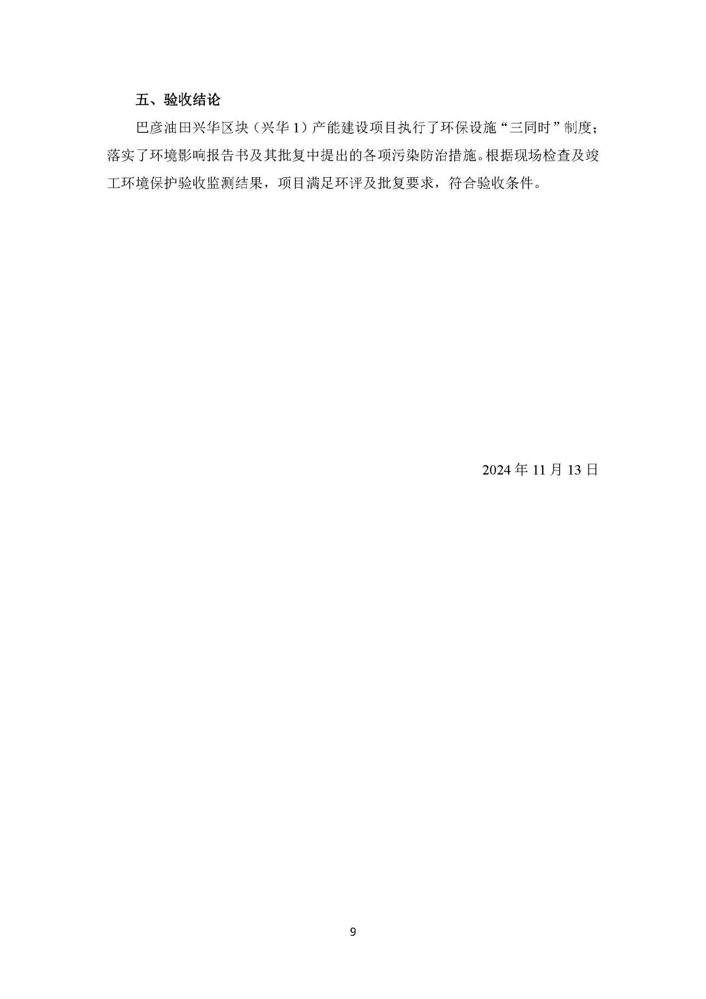 五、验收结论
巴彦油田兴华区块（兴华 1）产能建设项目执行了环保设施“三同时”制度；
落实了环境影响报告书及其批复中提出的各项污染防治措施。根据现场检查及竣
工环境保护验收监测结果，项目满足环评及批复要求，符合验收条件。
2024 年 11 月 13 日
9